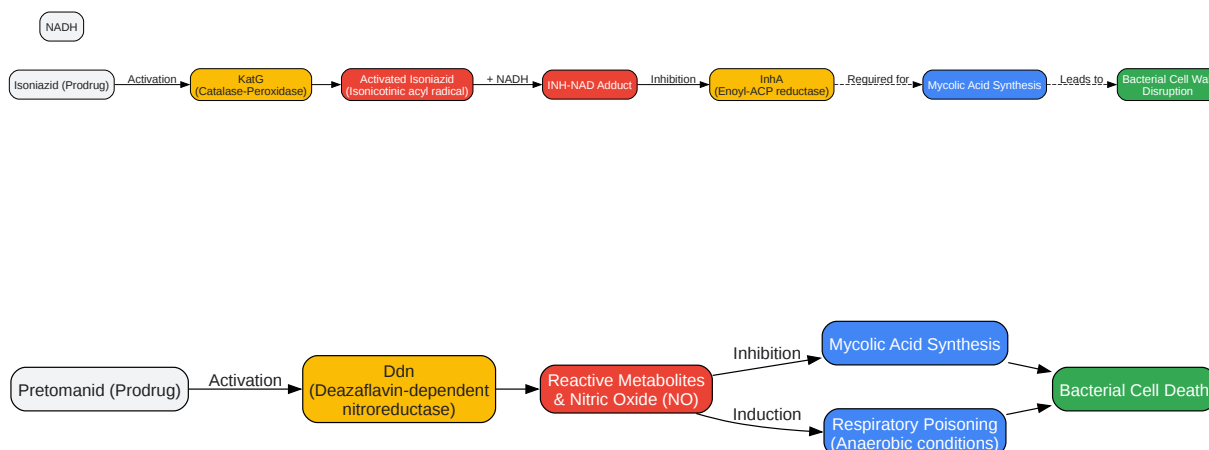 NADH
Isoniazid (Prodrug)
Activation
KatG
(Catalase-Peroxidase)
Activated Isoniazid
(Isonicotinic acyl radical)
+ NADH
INH-NAD Adduct
Inhibition
InhA
(Enoyl-ACP reductase)
Required for
Mycolic Acid Synthesis
Leads to
Bacterial Cell Wa
Disruption
Pretomanid (Prodrug)
Activation
Ddn
(Deazaflavin-dependent
nitroreductase)
Reactive Metabolites
& Nitric Oxide (NO)
Inhibition
Mycolic Acid Synthesis
Induction
Respiratory Poisoning
(Anaerobic conditions)
Bacterial Cell Death